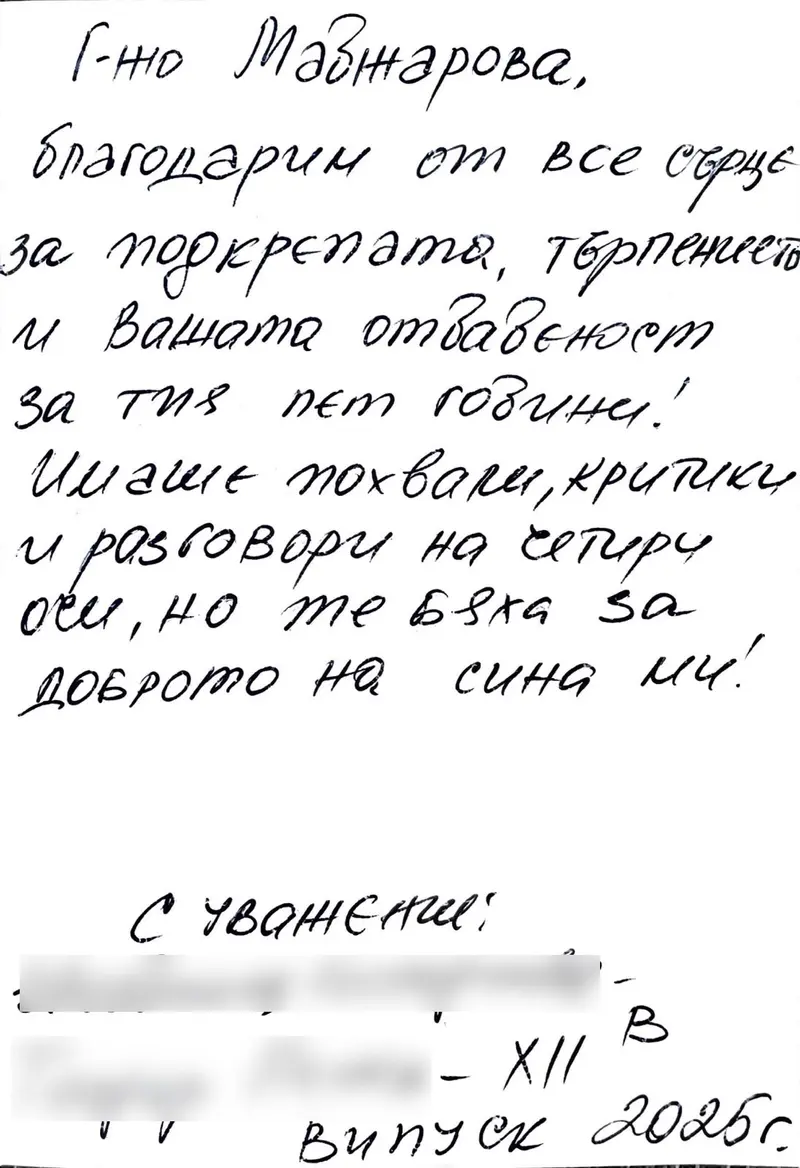 Г-жо Мавжарова,
благодарим от все сърце
за подкрепата, търпението
и Вашата отдаденост
за тия пет години!
Имаше похвали, критики
и разговори на четири
очи, но те бяха за
доброто на сина ми!
С уважение:
В
– XII
Випуск 2025г.